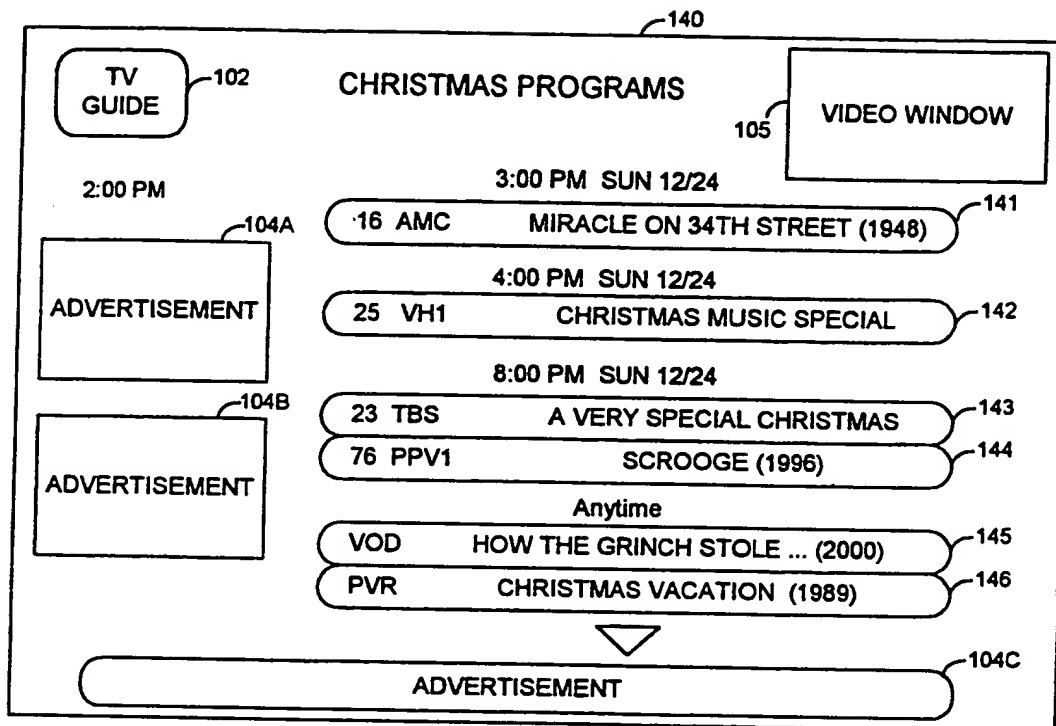 140
TV
GUIDE
102
CHRISTMAS PROGRAMS
105
VIDEO WINDOW
2:00 PM
3:00 PM SUN 12/24
141
16 AMC MIRACLE ON 34TH STREET (1948)
104A
ADVERTISEMENT
4:00 PM SUN 12/24
142
25 VH1 CHRISTMAS MUSIC SPECIAL
8:00 PM SUN 12/24
104B
ADVERTISEMENT
23 TBS A VERY SPECIAL CHRISTMAS
143
76 PPV1 SCROOGE (1996)
144
Anytime
VOD HOW THE GRINCH STOLE ... (2000)
145
PVR CHRISTMAS VACATION (1989)
146
104C
ADVERTISEMENT